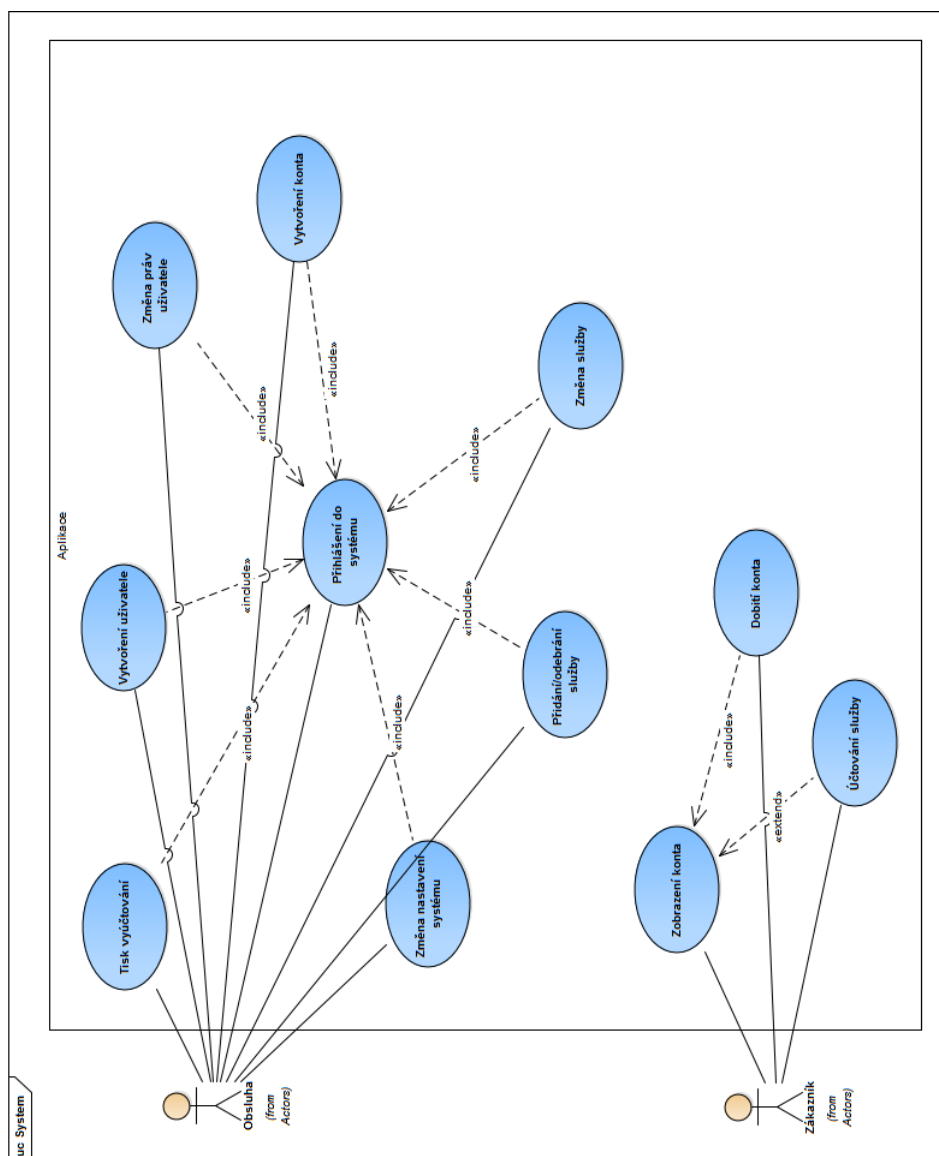 uc System
Aplikace
Tisk vyúčtování
Vytvoření uživatele
Změna práv
uživatele
Obsluha
(from
Actors)
«include»
«include»
«include»
Vytvoření konta
«include»
Přihlášení do
systému
Změna nastavení
systému
«include»
«include»
«include»
Přidání/odebrání
služby
Změna služby
Zobrazení konta
«include»
Dobití konta
«extend»
Zákazník
(from
Actors)
Účtování služby